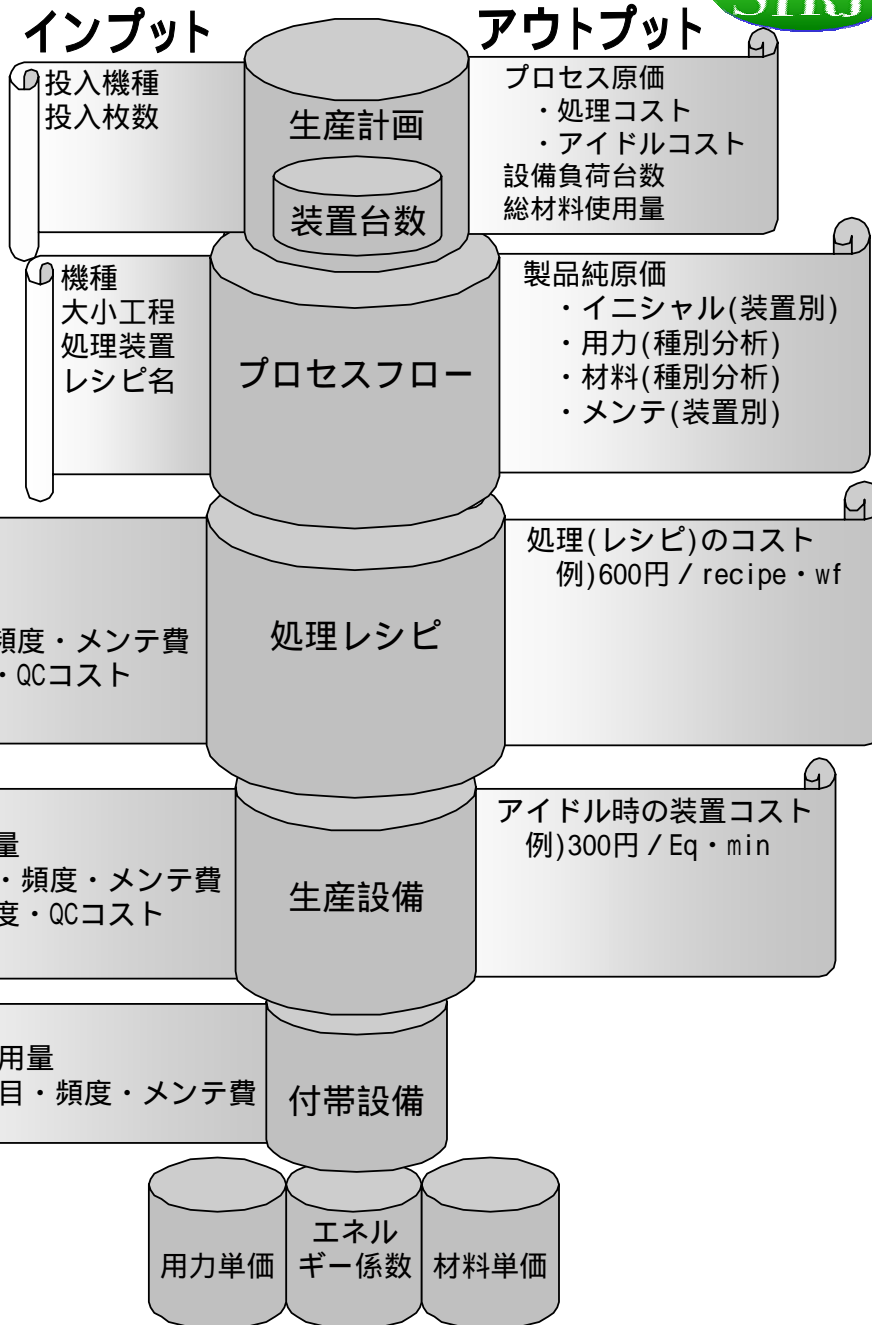 インプット
アウトプット
STRJ
投入機種
投入枚数
生産計画
装置台数
プロセス原価
・処理コスト
・アイドルコスト
設備負荷台数
総材料使用量
機種
大小工程
処理装置
レシピ名
プロセスフロー
製品純原価
・イニシャル(装置別)
・用力(種別分析)
・材料(種別分析)
・メンテ(装置別)
頻度・メンテ費
・QCコスト
処理レシピ
処理(レシピ)のコスト
例)600円/recipe・wf
量
・頻度・メンテ費
度・QCコスト
生産設備
アイドル時の装置コスト
例)300円/Eq・min
用量
目・頻度・メンテ費
付帯設備
用力単価
エネル
ギー係数
材料単価